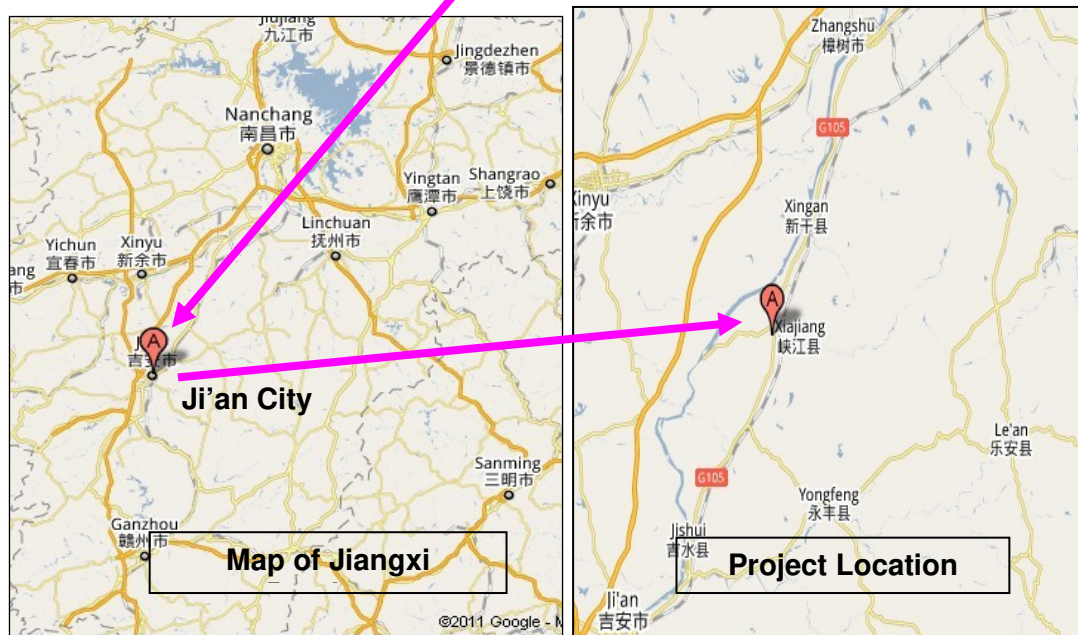 Jiujiang
九江市
Jingdezhen
景德镇市
Nanchang
南昌市
Yingtan
鹰潭市
Shangrao
上饶市
Linchuan
抚州市
Yichun
宜春市
Xinyu
新余市
ang
市
A
吉安市
Ji'an City
Sanming
三明市
Ganzhou
赣州市
Map of Jiangxi
©2011 Google - M
Zhangshu
樟树市
G105
Xinyu
新余市
Xingan
新干县
A
Xiajiang
峡江县
Le'an
乐安县
G105
Yongfeng
永丰县
Jishui
吉水县
Project Location
Ji'an
吉安市